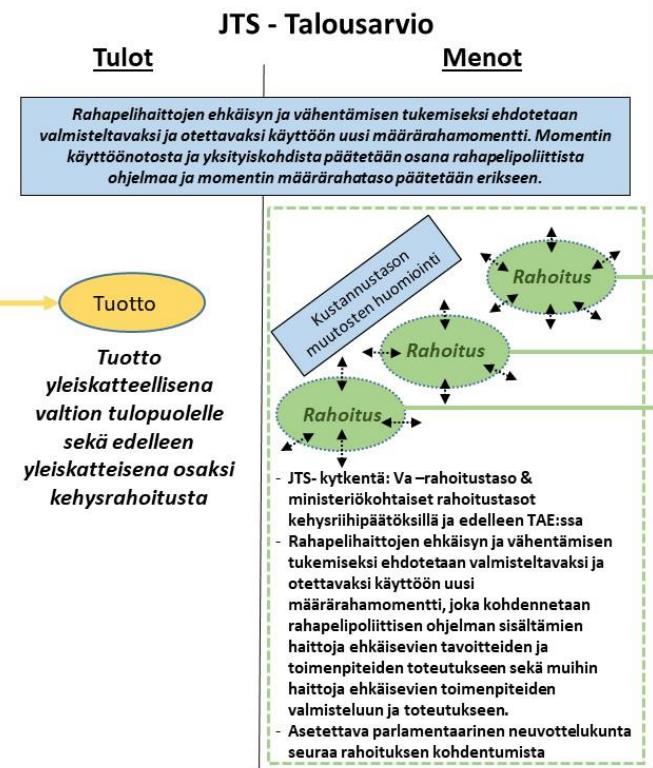 JTS - Talousarvio
Tulot
Menot
Rahapelihaittojen ehkäisyn ja vähentämisen tukemiseksi ehdotetaan
valmisteltavaksi ja otettavaksi käyttöön uusi määrärahamomentti. Momentin
käyttöönotosta ja yksityiskohdista päätetään osana rahapelipoliittista
ohjelmaa ja momentin määrärahataso päätetään erikseen.
Kustannustason
muutosten huomiointi
Rahoitus
Rahoitus
Rahoitus
Tuotto
Tuotto
yleiskatteellisena
valtion tulopuolelle
sekä edelleen
yleiskatteisena osaksi
kehysrahoitusta
- JTS- kytkentä: Va –rahoitustaso &
ministeriökohtaiset rahoitustasot
kehysriihipäätöksillä ja edelleen TAE:ssa
- Rahapelihaittojen ehkäisyn ja vähentämisen
tukemiseksi ehdotetaan valmisteltavaksi ja
otettavaksi käyttöön uusi
määrärahamomentti, joka kohdennetaan
rahapelipoliittisen ohjelman sisältämien
haittoja ehkäisevien tavoitteiden ja
toimenpiteiden toteutukseen sekä muihin
haittoja ehkäisevien toimenpiteiden
valmisteluun ja toteutukseen.
- Asetettava parlamentaarinen neuvottelukunta
seuraa rahoituksen kohdentumista